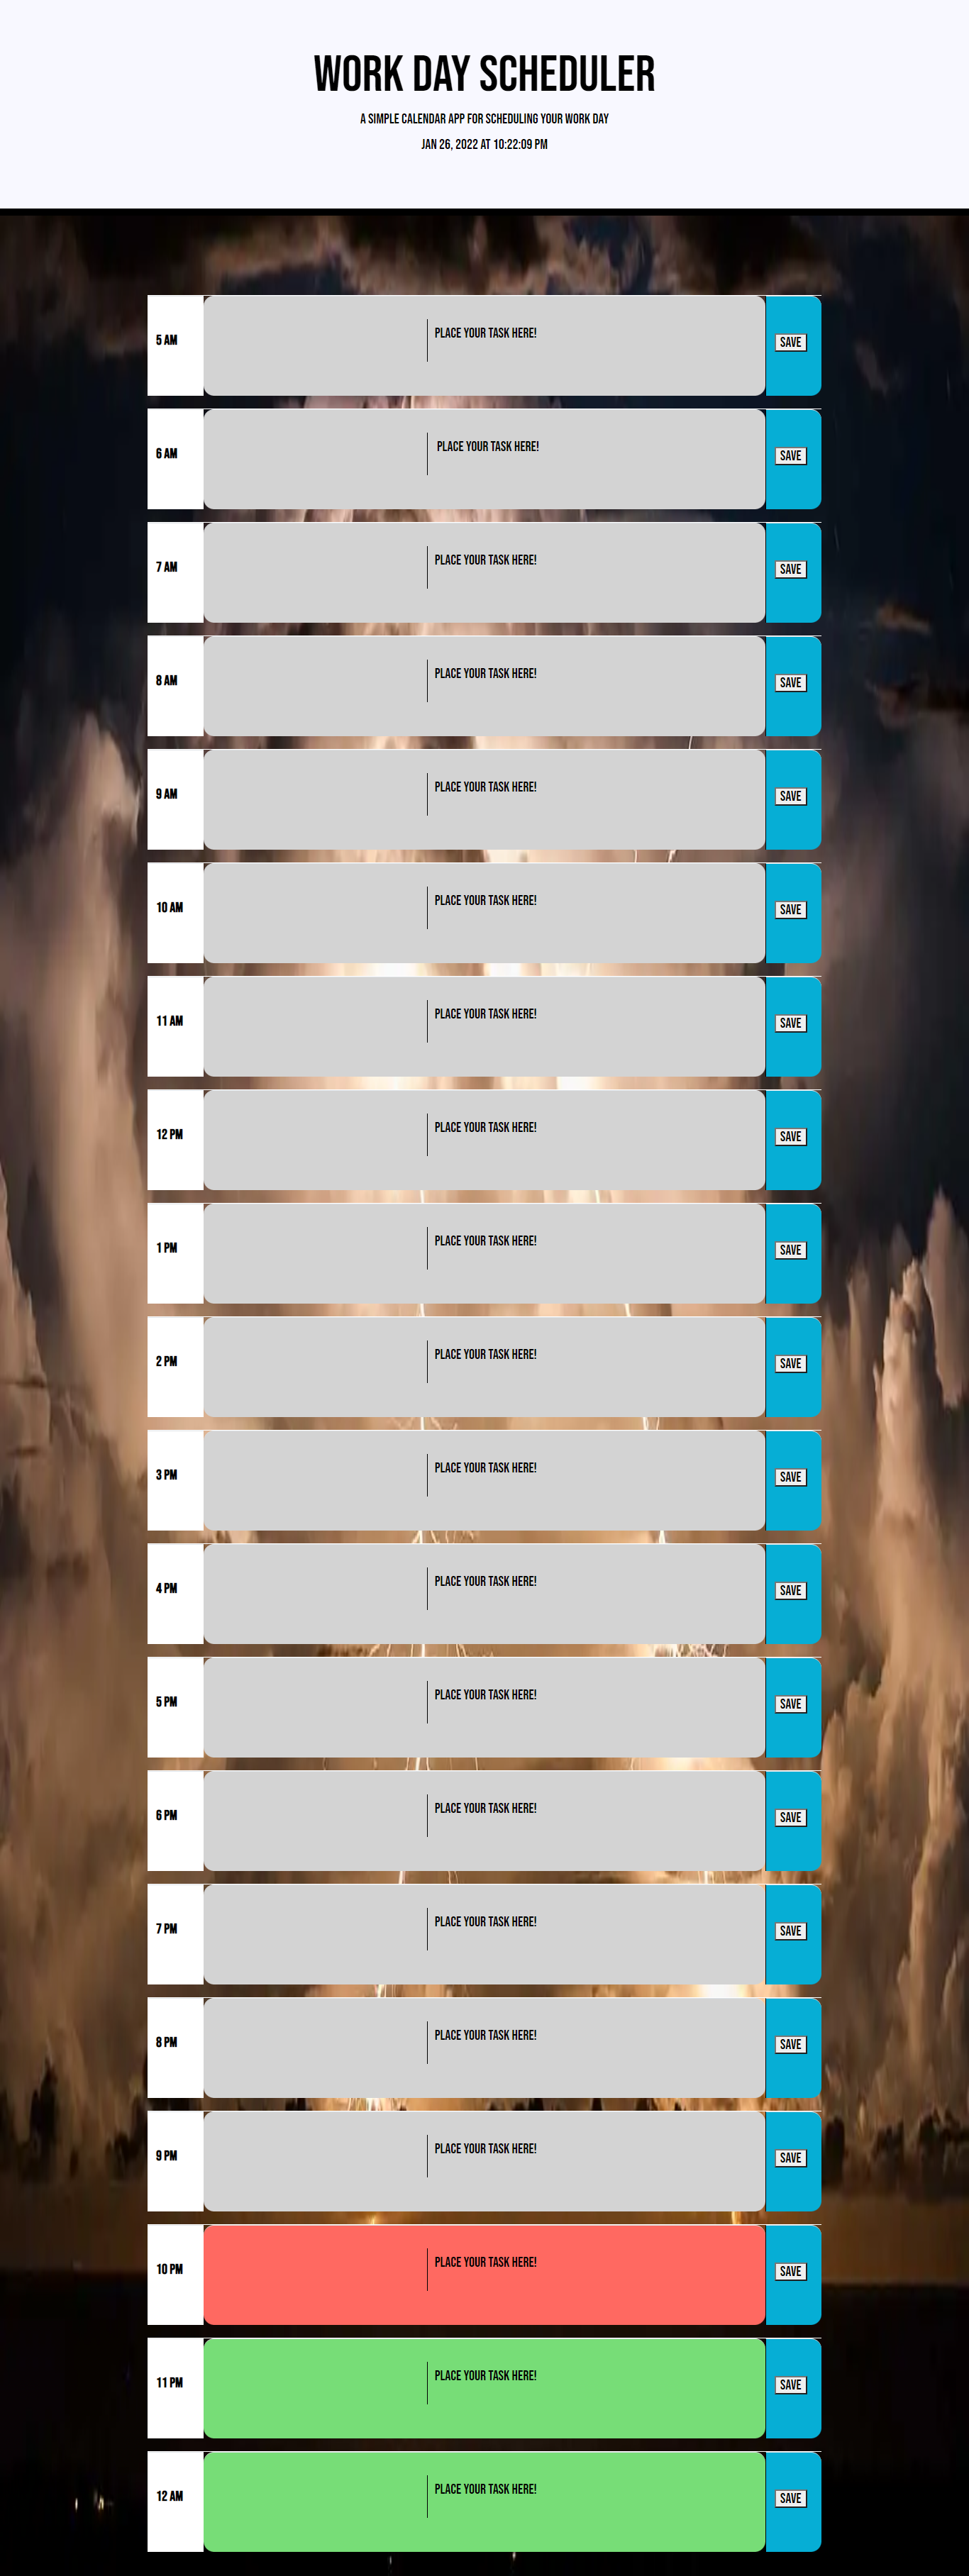 WORK DAY SCHEDULER
A SIMPLE CALENDAR APP FOR SCHEDULING YOUR WORK DAY
JAN 26, 2022 AT 10:22:09 PM
5 AM PLACE YOUR TASK HERE! SAVE
6 AM PLACE YOUR TASK HERE! SAVE
7 AM PLACE YOUR TASK HERE! SAVE
8 AM PLACE YOUR TASK HERE! SAVE
9 AM PLACE YOUR TASK HERE! SAVE
10 AM PLACE YOUR TASK HERE! SAVE
11 AM PLACE YOUR TASK HERE! SAVE
12 PM PLACE YOUR TASK HERE! SAVE
1 PM PLACE YOUR TASK HERE! SAVE
2 PM PLACE YOUR TASK HERE! SAVE
3 PM PLACE YOUR TASK HERE! SAVE
4 PM PLACE YOUR TASK HERE! SAVE
5 PM PLACE YOUR TASK HERE! SAVE
6 PM PLACE YOUR TASK HERE! SAVE
7 PM PLACE YOUR TASK HERE! SAVE
8 PM PLACE YOUR TASK HERE! SAVE
9 PM PLACE YOUR TASK HERE! SAVE
10 PM PLACE YOUR TASK HERE! SAVE
11 PM PLACE YOUR TASK HERE! SAVE
12 AM PLACE YOUR TASK HERE! SAVE